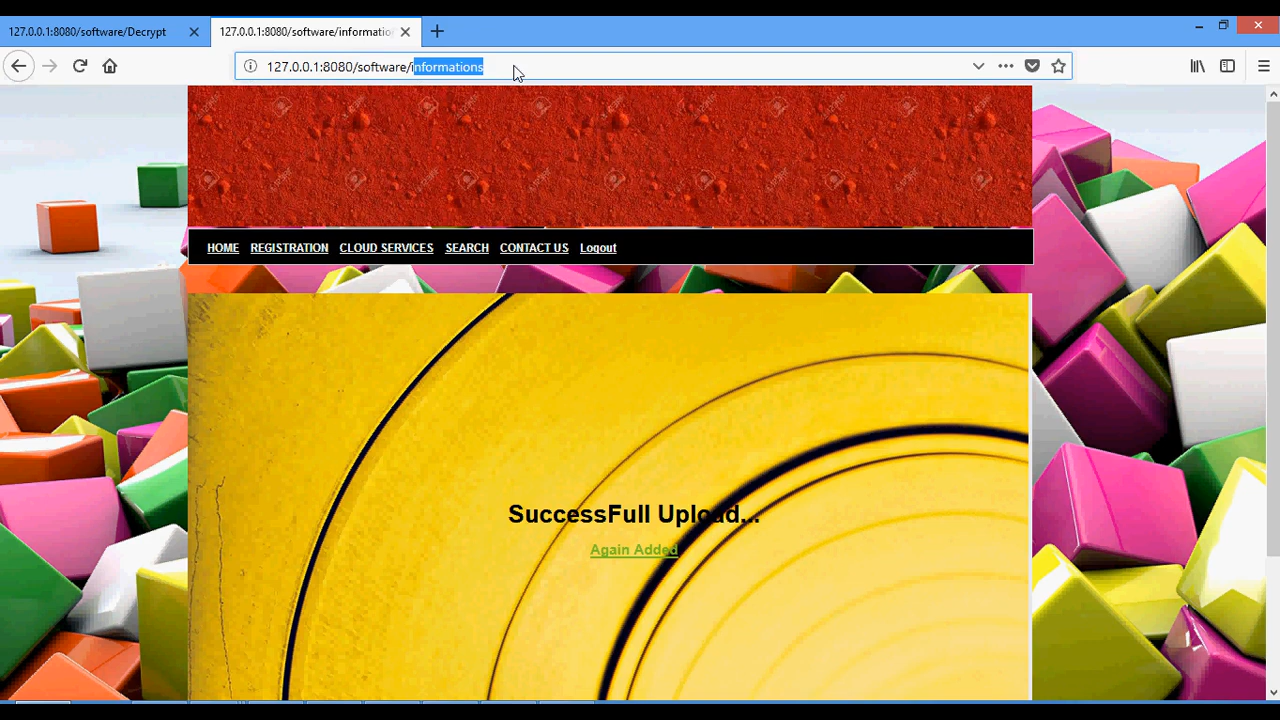 127.0.0.1:8080/software/Decrypt
127.0.0.1:8080/software/informatio
127.0.0.1:8080/software/informations
HOME REGISTRATION CLOUD SERVICES SEARCH CONTACT US Logout
SuccessFull Upload...
Again Added